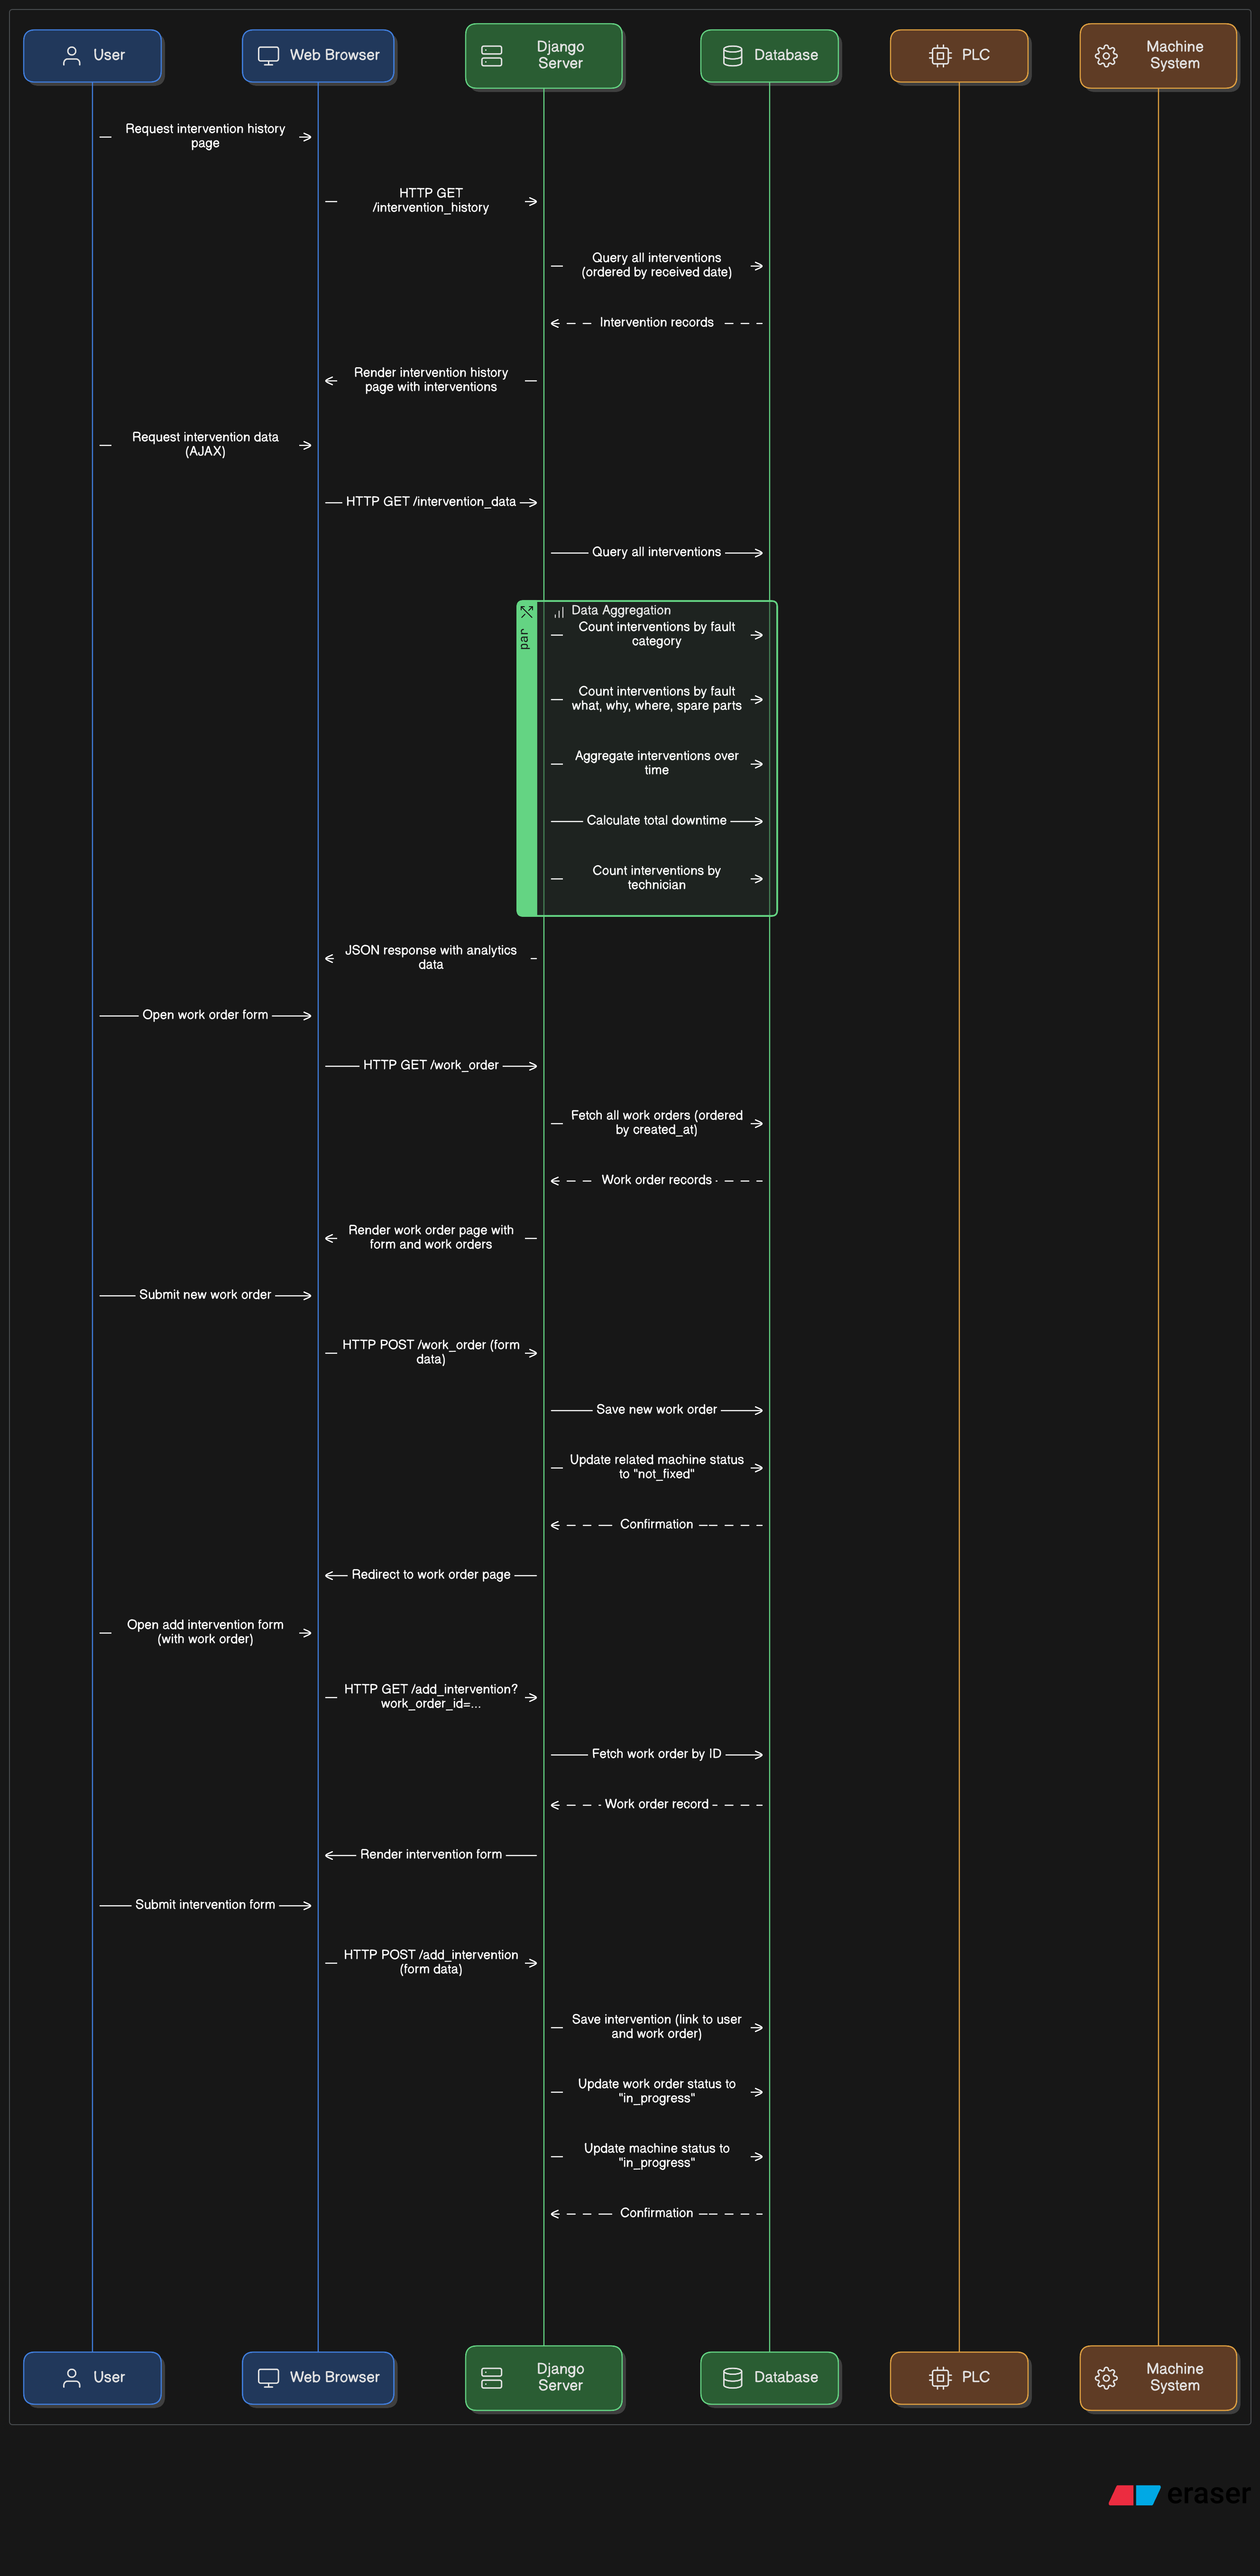 User
Web Browser
Django
Server
Database
PLC
Machine
System
Request intervention history
page
HTTP GET
/intervention_history
Query all interventions
(ordered by received date)
Intervention records
Render intervention history
page with interventions
Request intervention data
(AJAX)
HTTP GET /intervention_data
Query all interventions
par
Data Aggregation
Count interventions by fault
category
Count interventions by fault
what, why, where, spare parts
Aggregate interventions over
time
Calculate total downtime
Count interventions by
technician
JSON response with analytics
data
Open work order form
HTTP GET /work_order
Fetch all work orders (ordered
by created_at)
Work order records
Render work order page with
form and work orders
Submit new work order
HTTP POST /work_order (form
data)
Save new work order
Update related machine status
to "not_fixed"
Confirmation
Redirect to work order page
Open add intervention form
(with work order)
HTTP GET /add_intervention?
work_order_id=...
Fetch work order by ID
Work order record
Render intervention form
Submit intervention form
HTTP POST /add_intervention
(form data)
Save intervention (link to user
and work order)
Update work order status to
"in_progress"
Update machine status to
"in_progress"
Confirmation
User
Web Browser
Django
Server
Database
PLC
Machine
System
eraser